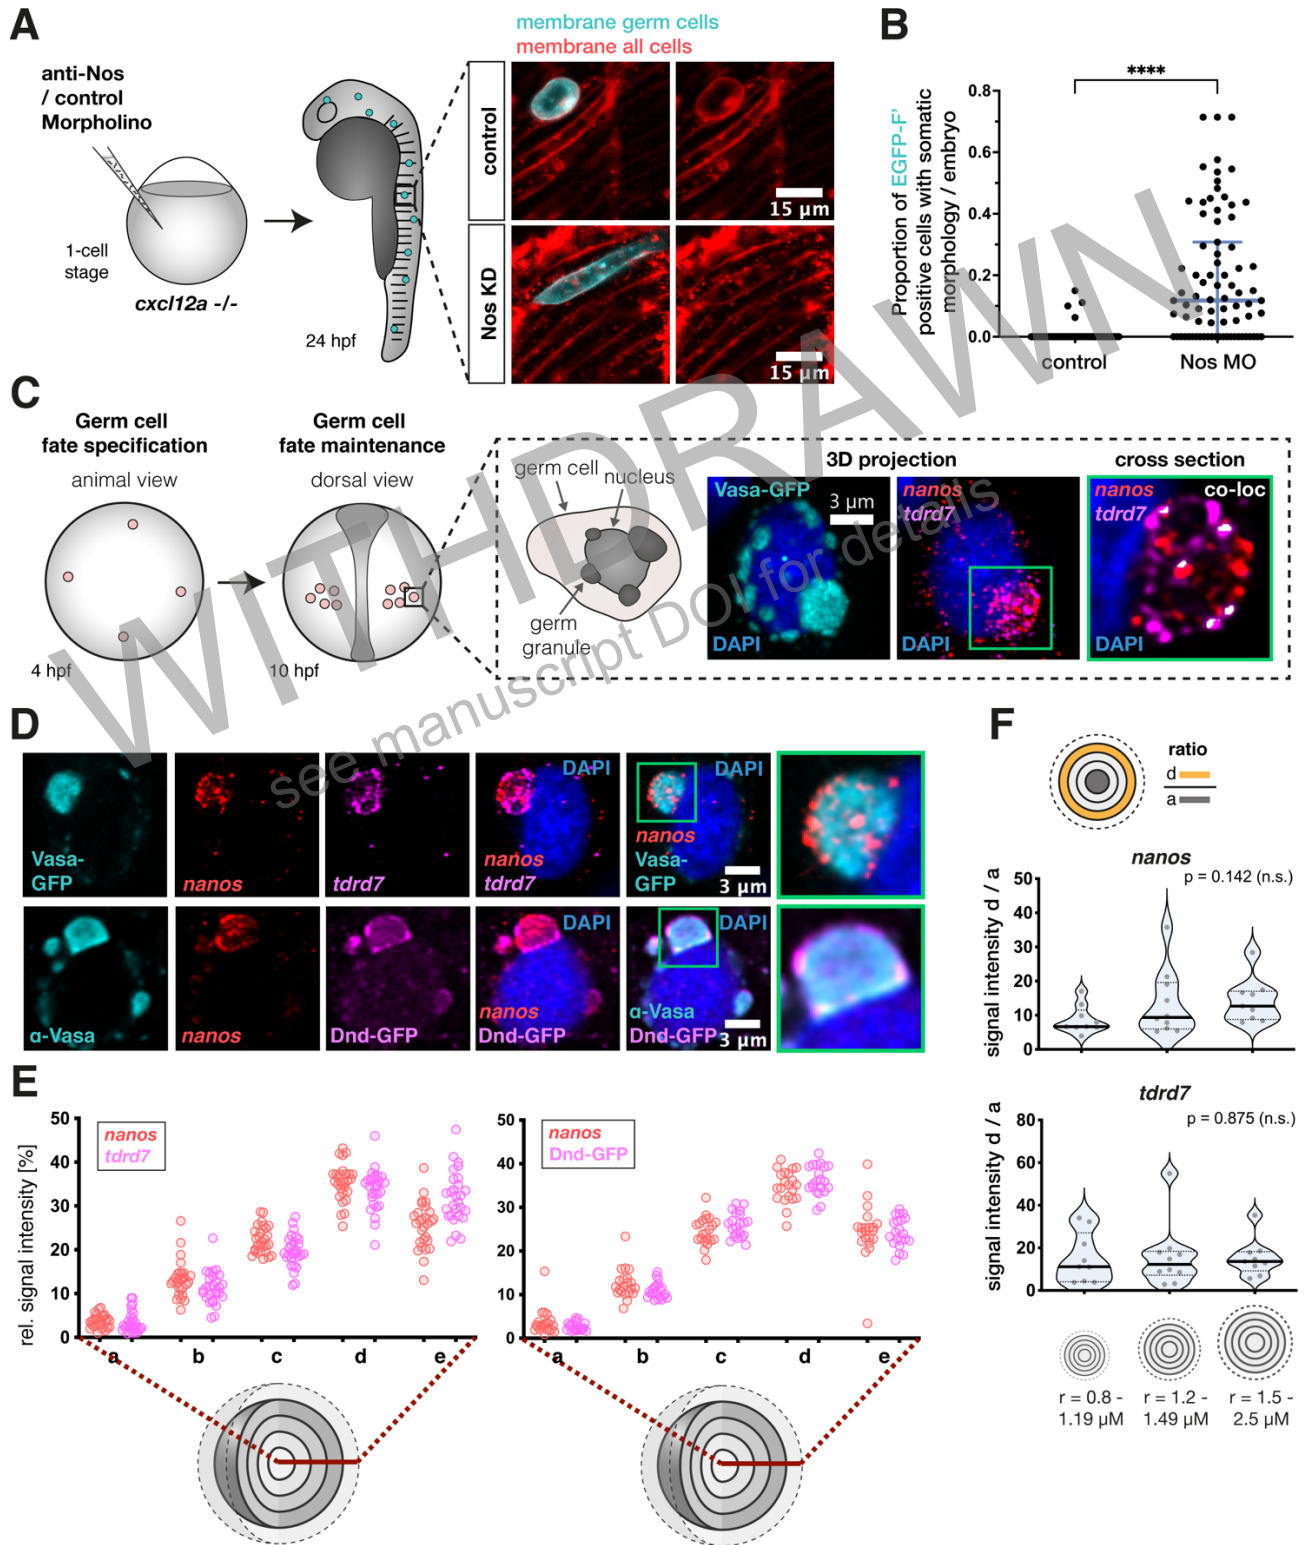 A
anti-Nos
/ control
Morpholino
1-cell
stage
cxcl12a -/-
24 hpf
membrane germ cells
membrane all cells
control
15 µm
Nos KD
15 µm
B
****
Proportion of EGFP-F'
positive cells with somatic
morphology / embryo
0.8
0.6
0.4
0.2
0.0
control
Nos MO
C
Germ cell
fate specification
animal view
4 hpf
Germ cell
fate maintenance
dorsal view
10 hpf
germ cell
nucleus
germ
granule
3D projection
cross section
Vasa-GFP
3 µm
DAPI
nanos
tdrd7
DAPI
nanos
co-loc
tdrd7
DAPI
WITHDRAWN
see manuscript DOI for details
D
Vasa-
GFP
nanos
tdrd7
DAPI
nanos
tdrd7
DAPI
nanos
Vasa-
GFP
3 µm
α-Vasa
nanos
Dnd-GFP
DAPI
nanos
Dnd-GFP
DAPI
α-Vasa
Dnd-GFP
3 µm
E
rel. signal intensity [%]
50
40
30
20
10
0
nanos
tdrd7
a
b
c
d
e
50
40
30
20
10
0
nanos
Dnd-GFP
a
b
c
d
e
F
ratio
d
a
nanos
p = 0.142 (n.s.)
signal intensity d / a
50
40
30
20
10
0
tdrd7
p = 0.875 (n.s.)
signal intensity d / a
80
60
40
20
0
r = 0.8 -
1.19 µM
r = 1.2 -
1.49 µM
r = 1.5 -
2.5 µM